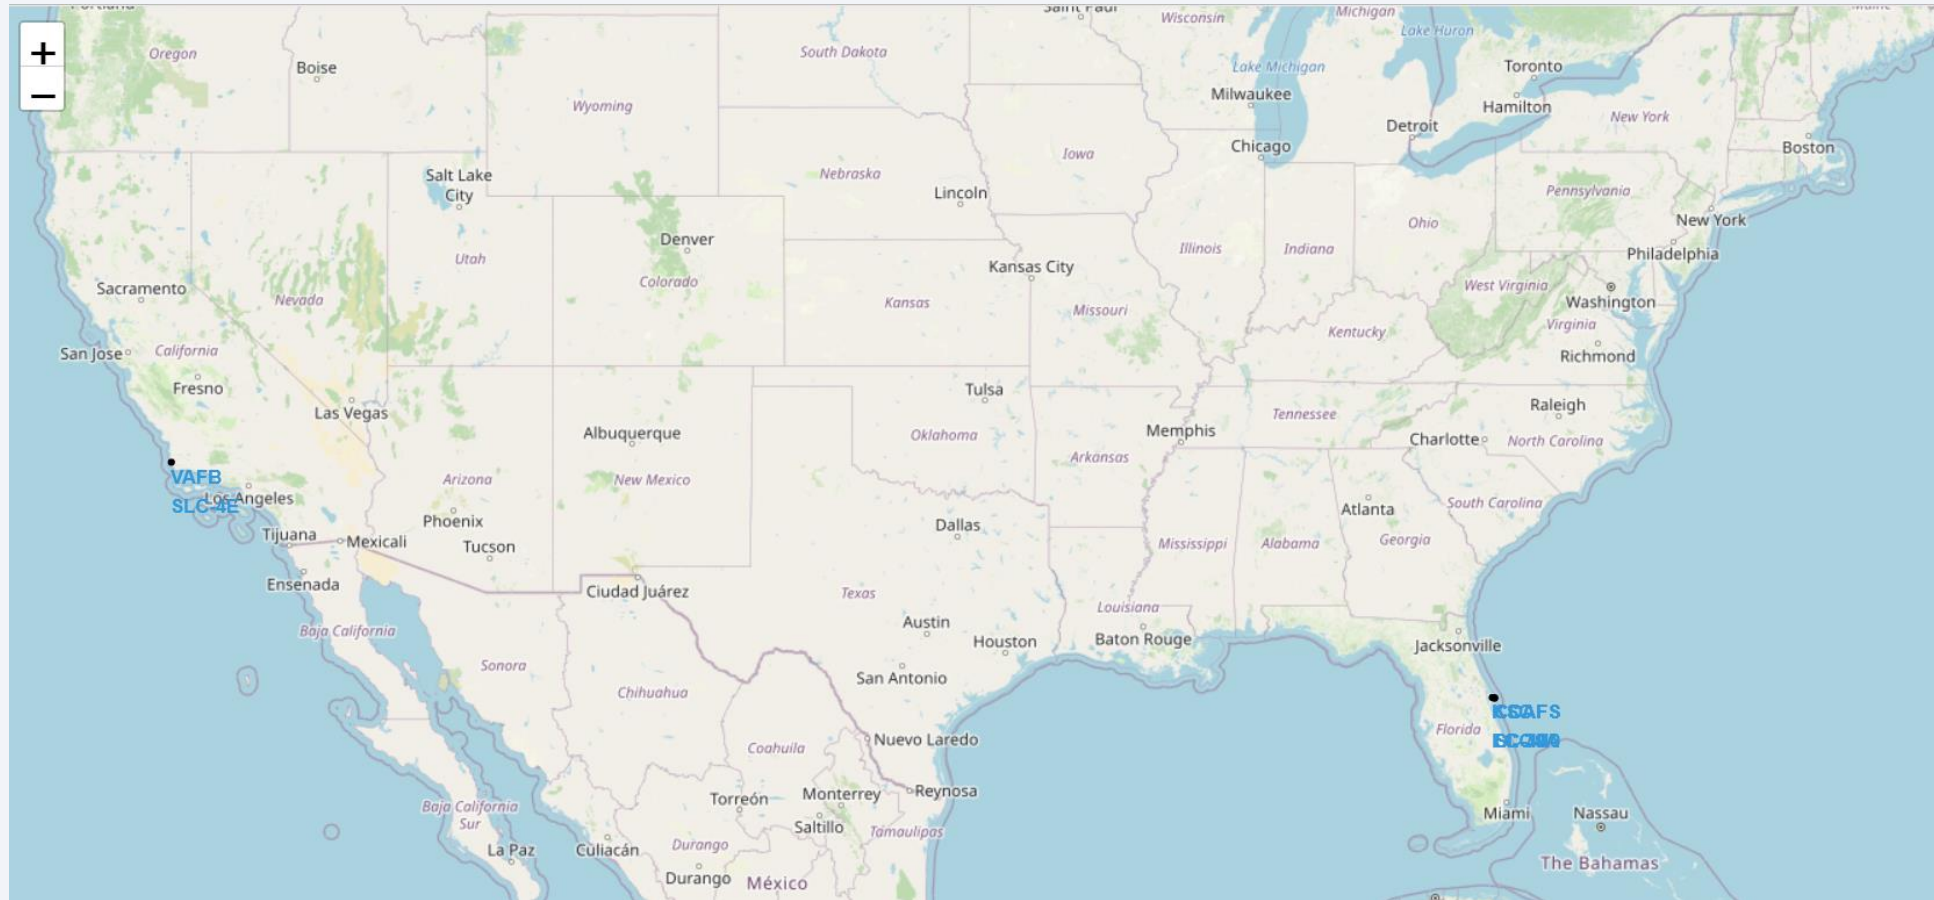 Portland
Saint Paul
Wisconsin
Michigan
Maine
+
−
Oregon
Boise
South Dakota
Lake Huron
Lake Michigan
Toronto
Wyoming
Milwaukee
Hamilton
New York
Detroit
Chicago
Boston
Iowa
Salt Lake
City
Nebraska
Lincoln
Pennsylvania
New York
Ohio
Denver
Utah
Illinois
Indiana
Philadelphia
Kansas City
Colorado
Sacramento
Nevada
Kansas
Missouri
West Virginia
Washington
Virginia
Kentucky
San Jose
California
Richmond
Fresno
Tulsa
Las Vegas
Raleigh
Tennessee
Albuquerque
Oklahoma
Memphis
Charlotte
North Carolina
Arkansas
VAFB
SLC-4E
Los Angeles
Arizona
New Mexico
South Carolina
Atlanta
Phoenix
Dallas
Tijuana
Mexicali
Tucson
Mississippi
Alabama
Georgia
Ensenada
Ciudad Juárez
Texas
Louisiana
Austin
Baja California
Houston
Baton Rouge
Jacksonville
Sonora
San Antonio
Chihuahua
Florida
Nuevo Laredo
Coahuila
Reynosa
Torreón
Monterrey
Baja California
Sur
Saltillo
Tamaulipas
Miami
Nassau
La Paz
Culiacán
Durango
Durango
México
The Bahamas